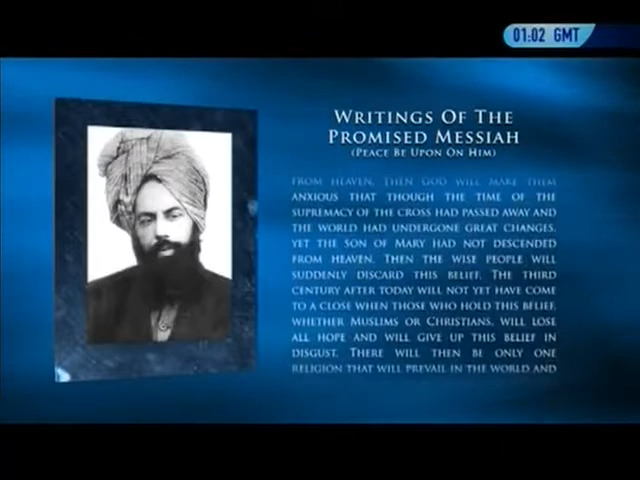 01:02 GMT
WRITINGS OF THE
PROMISED MESSIAH
(PEACE BE UPON ON HIM)
FROM HEAVEN. THEN GOD WILL MAKE THEM
ANXIOUS THAT THOUGH THE TIME OF THE
SUPREMACY OF THE CROSS HAD PASSED AWAY AND
THE WORLD HAD UNDERGONE GREAT CHANGES,
YET THE SON OF MARY HAD NOT DESCENDED
FROM HEAVEN. THEN THE WISE PEOPLE WILL
SUDDENLY DISCARD THIS BELIEF. THE THIRD
CENTURY AFTER TODAY WILL NOT YET HAVE COME
TO A CLOSE WHEN THOSE WHO HOLD THIS BELIEF,
WHETHER MUSLIMS OR CHRISTIANS, WILL LOSE
ALL HOPE AND WILL GIVE UP THIS BELIEF IN
DISGUST. THERE WILL THEN BE ONLY ONE
RELIGION THAT WILL PREVAIL IN THE WORLD AND